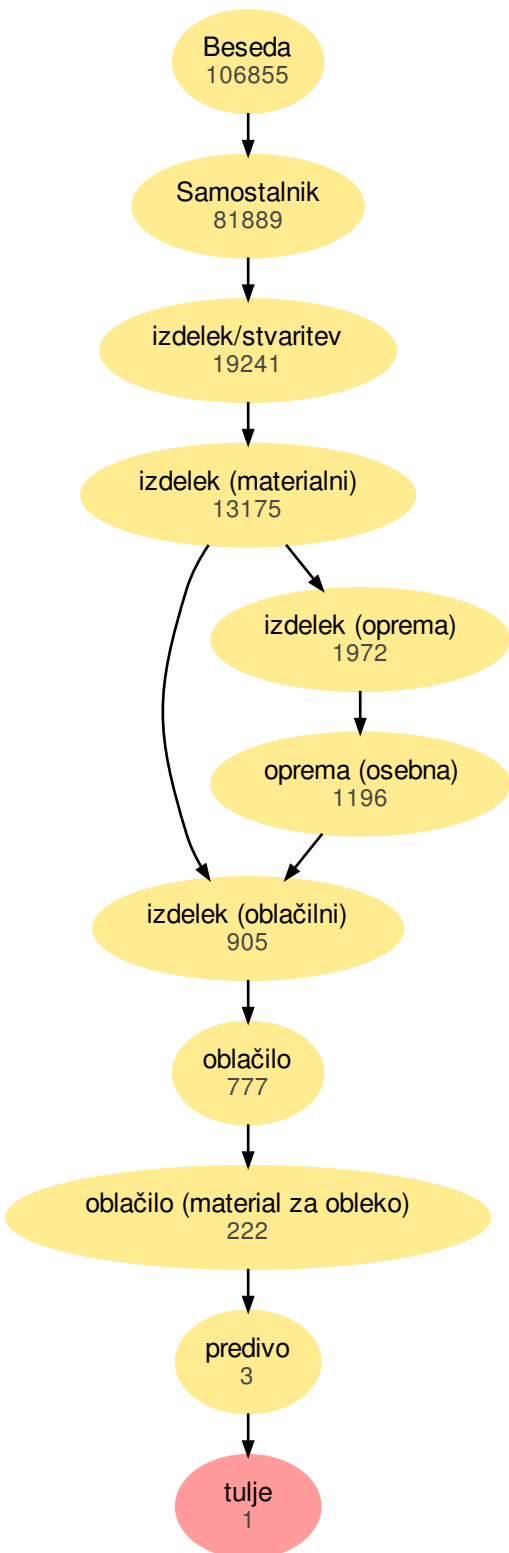 Beseda
106855
Samostalnik
81889
izdelek/stvaritev
19241
izdelek (materialni)
13175
izdelek (oprema)
1972
oprema (osebna)
1196
izdelek (oblačilni)
905
oblačilo
777
oblačilo (material za obleko)
222
predivo
3
tulje
1